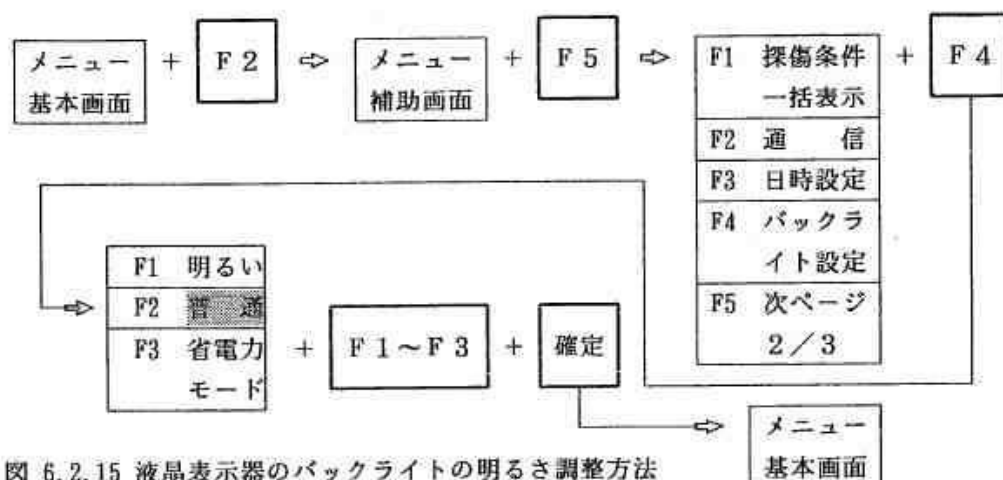 メニュー
基本画面
+
F2
⇨
メニュー
補助画面
+
F5
⇨
F1 探傷条件
一括表示
F2 通 信
F3 日時設定
F4 バックラ
イト設定
F5 次ページ
2/3
+
F4
⇨
F1 明るい
F2 普 通
F3 省電力
モード
+
F1~F3
+
確定
⇨
メニュー
基本画面
図 6.2.15 液晶表示器のバックライトの明るさ調整方法